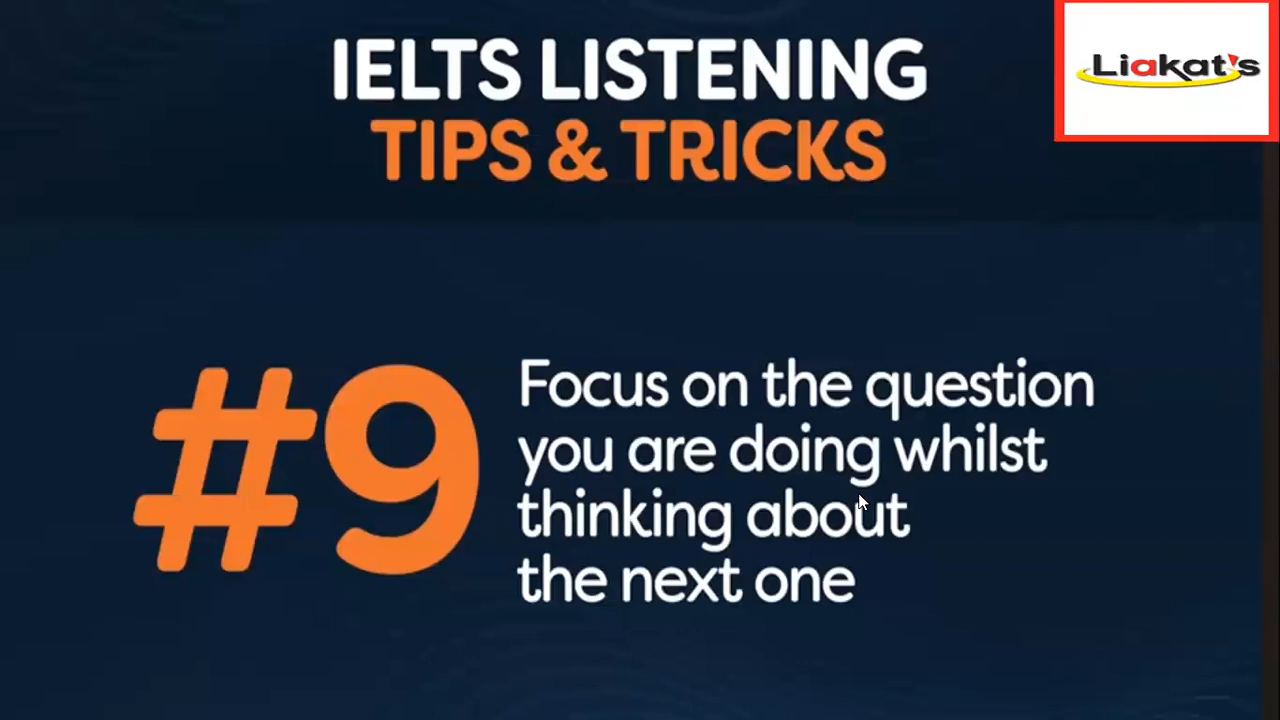 IELTS LISTENING
TIPS & TRICKS
Liakat's
#9
Focus on the question
you are doing whilst
thinking about
the next one